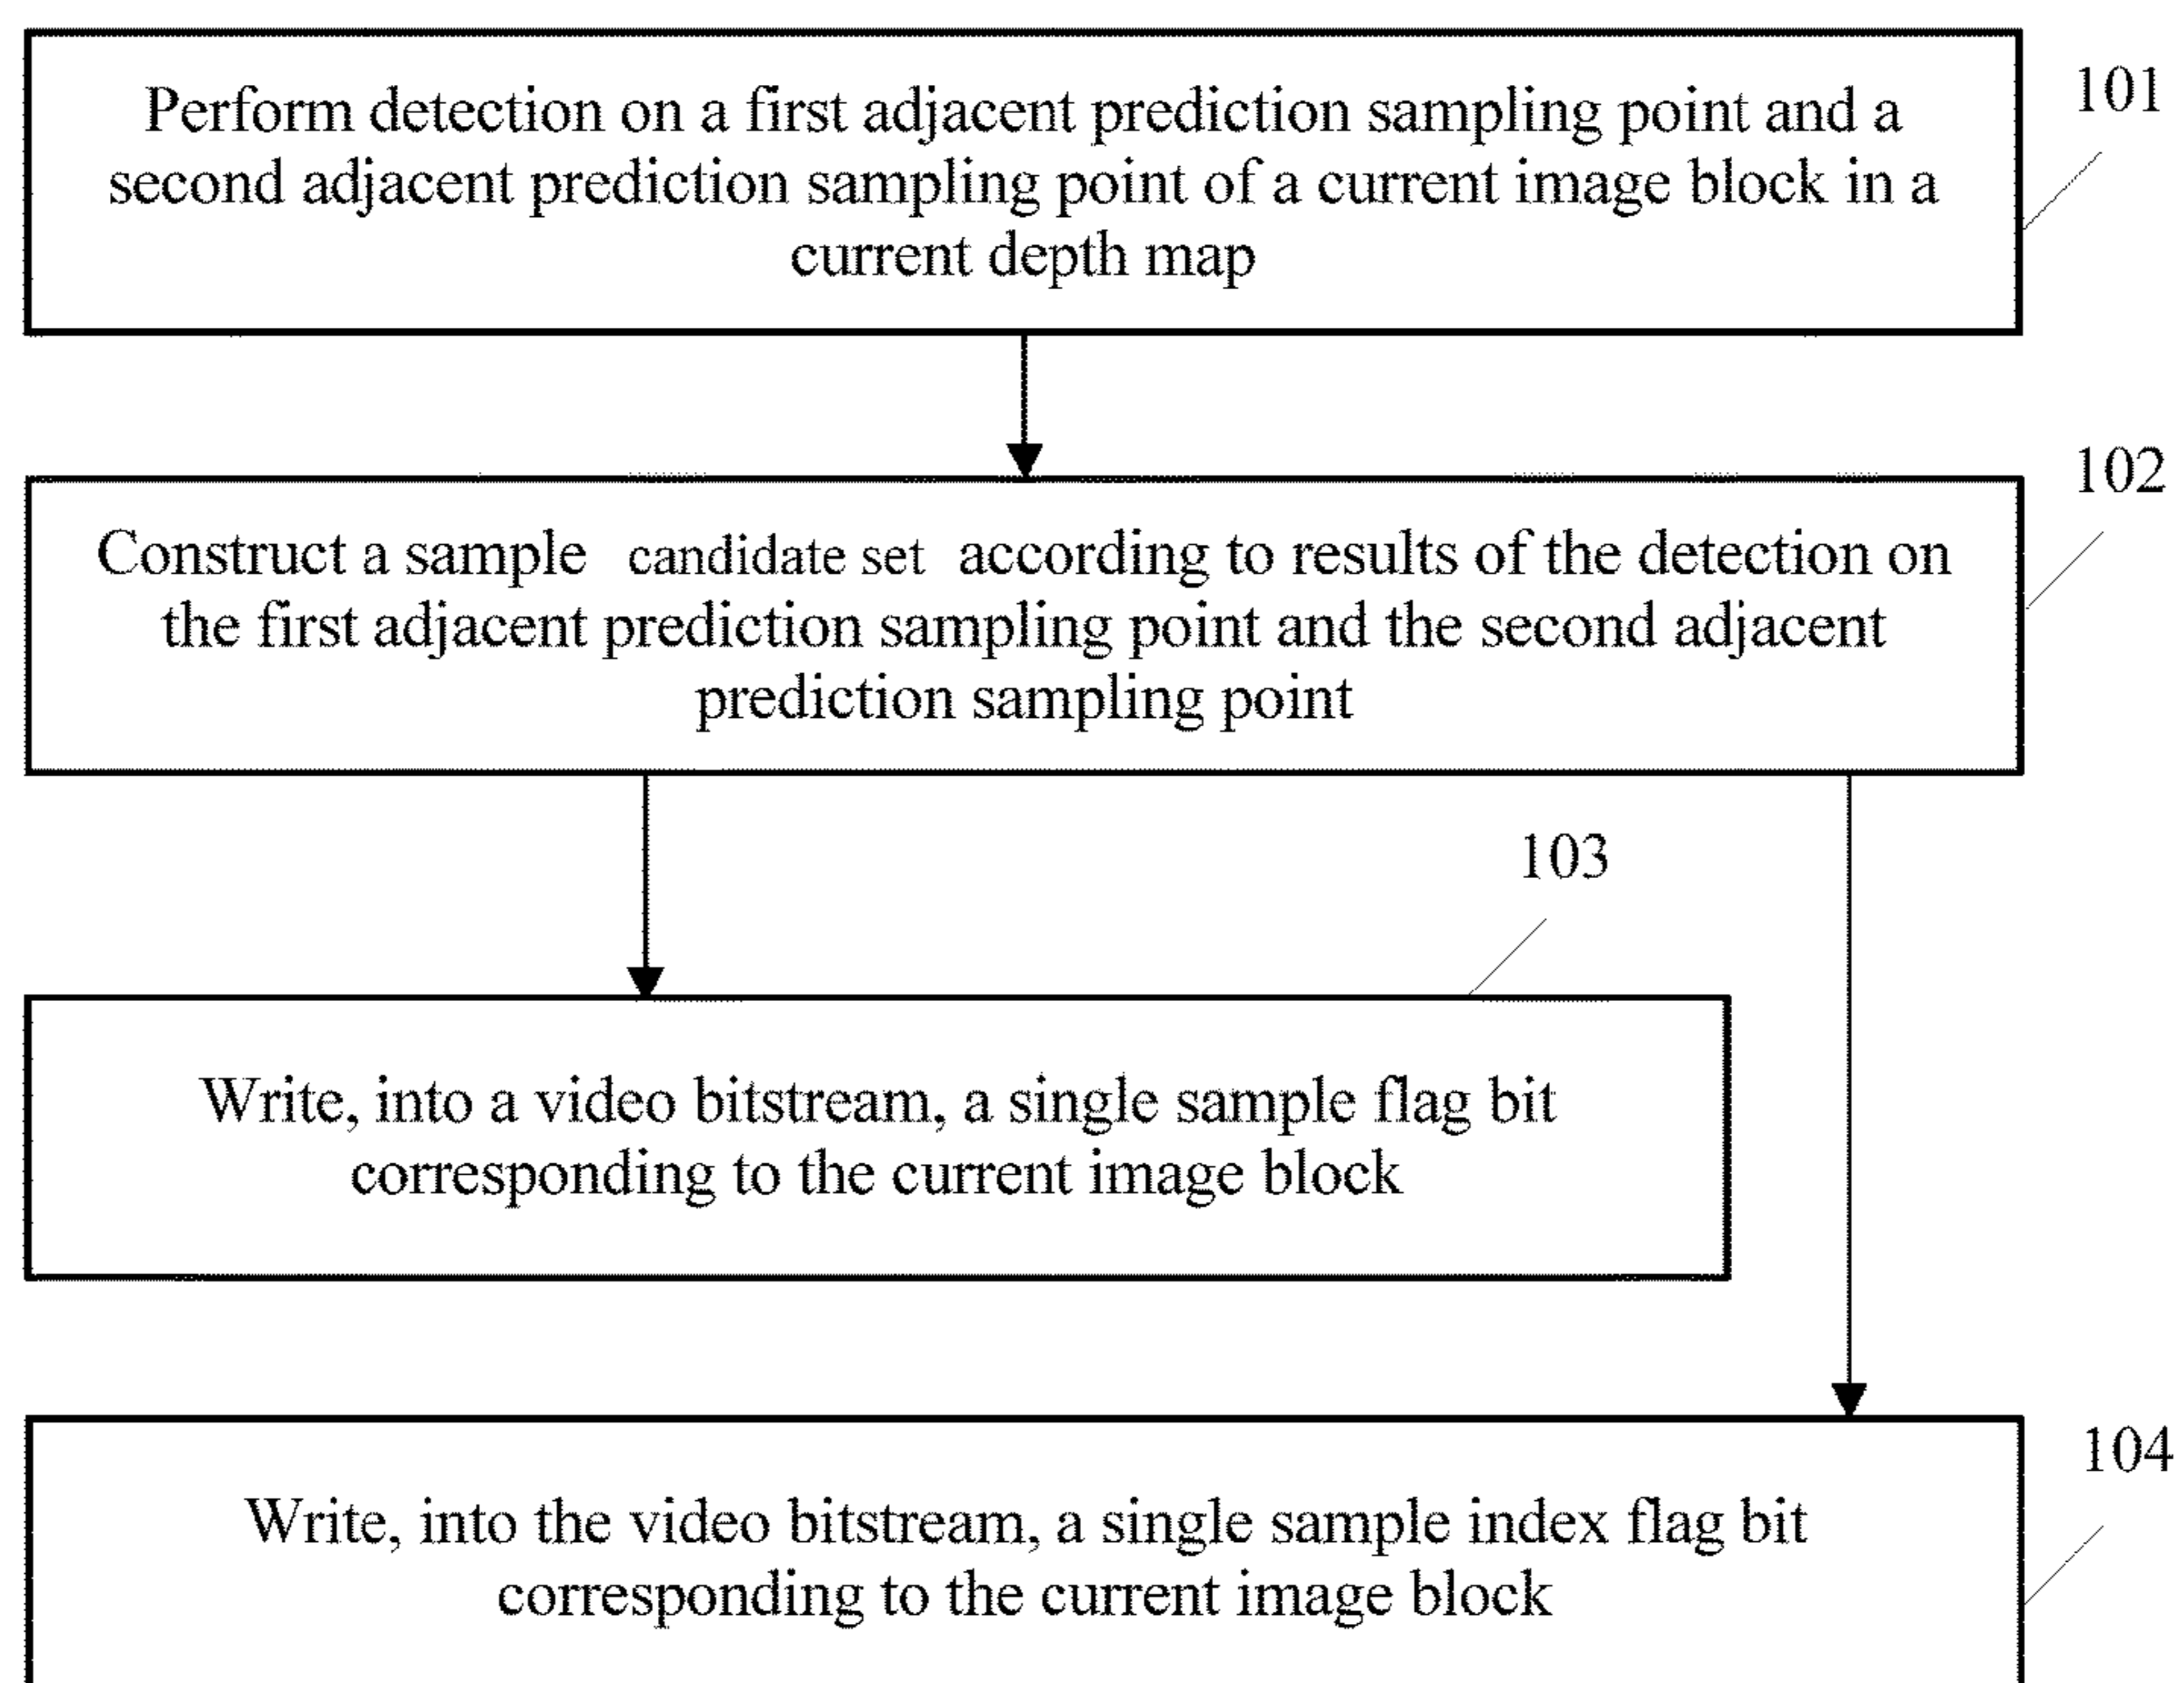 Perform detection on a first adjacent prediction sampling point and a
second adjacent prediction sampling point of a current image block in a
current depth map
101
Construct a sample candidate set according to results of the detection on
the first adjacent prediction sampling point and the second adjacent
prediction sampling point
102
103
Write, into a video bitstream, a single sample flag bit
corresponding to the current image block
Write, into the video bitstream, a single sample index flag bit
corresponding to the current image block
104